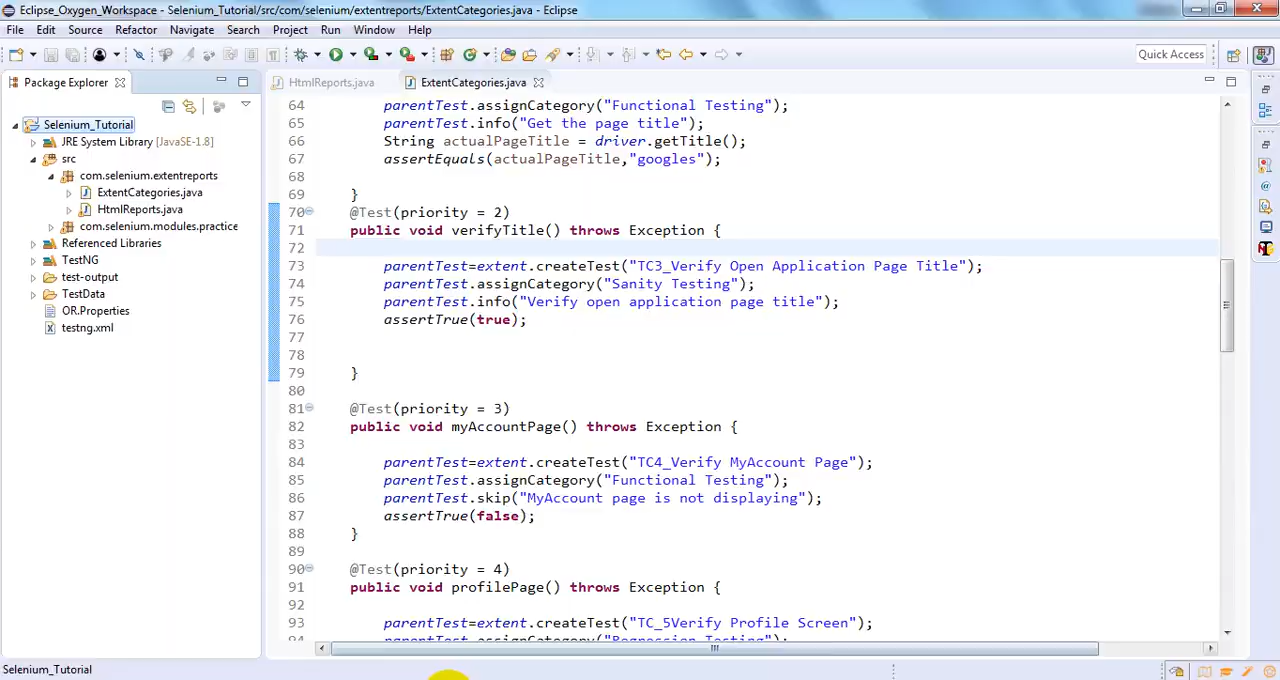 Eclipse_Oxygen_Workspace - Selenium_Tutorial/src/com/selenium/extentreports/ExtentCategories.java - Eclipse
File Edit Source Refactor Navigate Search Project Run Window Help
Quick Access
Package Explorer
HtmlReports.java ExtentCategories.java
Selenium_Tutorial
JRE System Library [JavaSE-1.8]
src
com.selenium.extentreports
ExtentCategories.java
HtmlReports.java
com.selenium.modules.practice
Referenced Libraries
TestNG
test-output
TestData
OR.Properties
testng.xml
64 parentTest.assignCategory("Functional Testing");
65 parentTest.info("Get the page title");
66 String actualPageTitle = driver.getTitle();
67 assertEquals(actualPageTitle,"googles");
68
69 }
70 @Test(priority = 2)
71 public void verifyTitle() throws Exception {
72
73 parentTest=extent.createTest("TC3_Verify Open Application Page Title");
74 parentTest.assignCategory("Sanity Testing");
75 parentTest.info("Verify open application page title");
76 assertTrue(true);
77
78
79 }
80
81 @Test(priority = 3)
82 public void myAccountPage() throws Exception {
83
84 parentTest=extent.createTest("TC4_Verify MyAccount Page");
85 parentTest.assignCategory("Functional Testing");
86 parentTest.skip("MyAccount page is not displaying");
87 assertTrue(false);
88 }
89
90 @Test(priority = 4)
91 public void profilePage() throws Exception {
92
93 parentTest=extent.createTest("TC_5Verify Profile Screen");
94 parentTest.assignCategory("Regression Testing");
Selenium_Tutorial